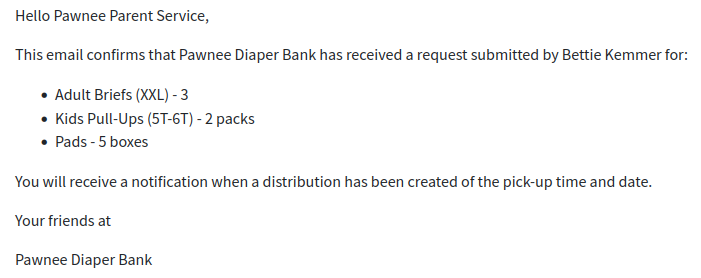 Hello Pawnee Parent Service,
This email confirms that Pawnee Diaper Bank has received a request submitted by Bettie Kemmer for:
• Adult Briefs (XXL) - 3
• Kids Pull-Ups (5T-6T) - 2 packs
• Pads - 5 boxes
You will receive a notification when a distribution has been created of the pick-up time and date.
Your friends at
Pawnee Diaper Bank